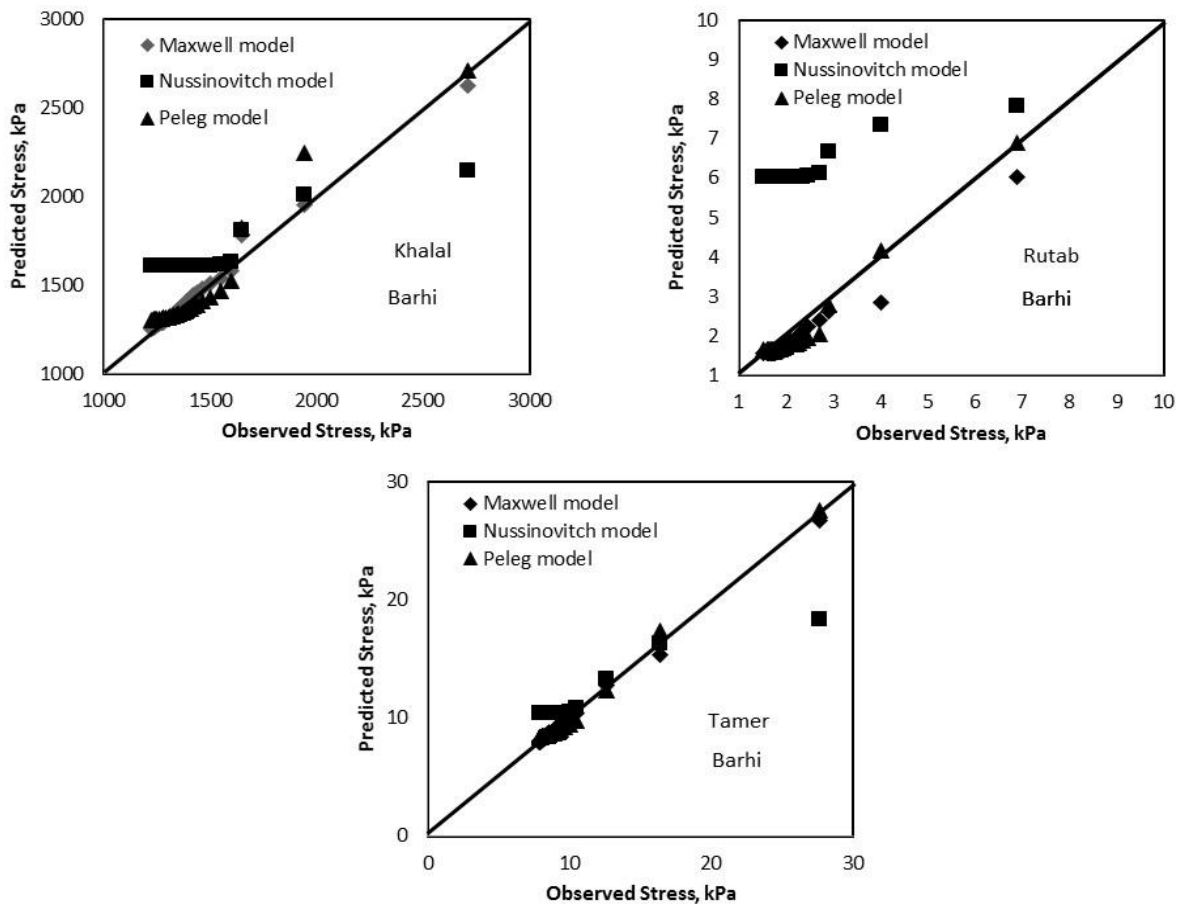 3000
2500
2000
1500
1000
Predicted Stress, kPa
Maxwell model
Nussinovitch model
Peleg model
Khalal
Barhi
1000 1500 2000 2500 3000
Observed Stress, kPa
10
9
8
7
6
5
4
3
2
1
Predicted Stress, kPa
Maxwell model
Nussinovitch model
Peleg model
Rutab
Barhi
1 2 3 4 5 6 7 8 9 10
Observed Stress, kPa
30
20
10
0
Predicted Stress, kPa
Maxwell model
Nussinovitch model
Peleg model
Tamer
Barhi
0 10 20 30
Observed Stress, kPa